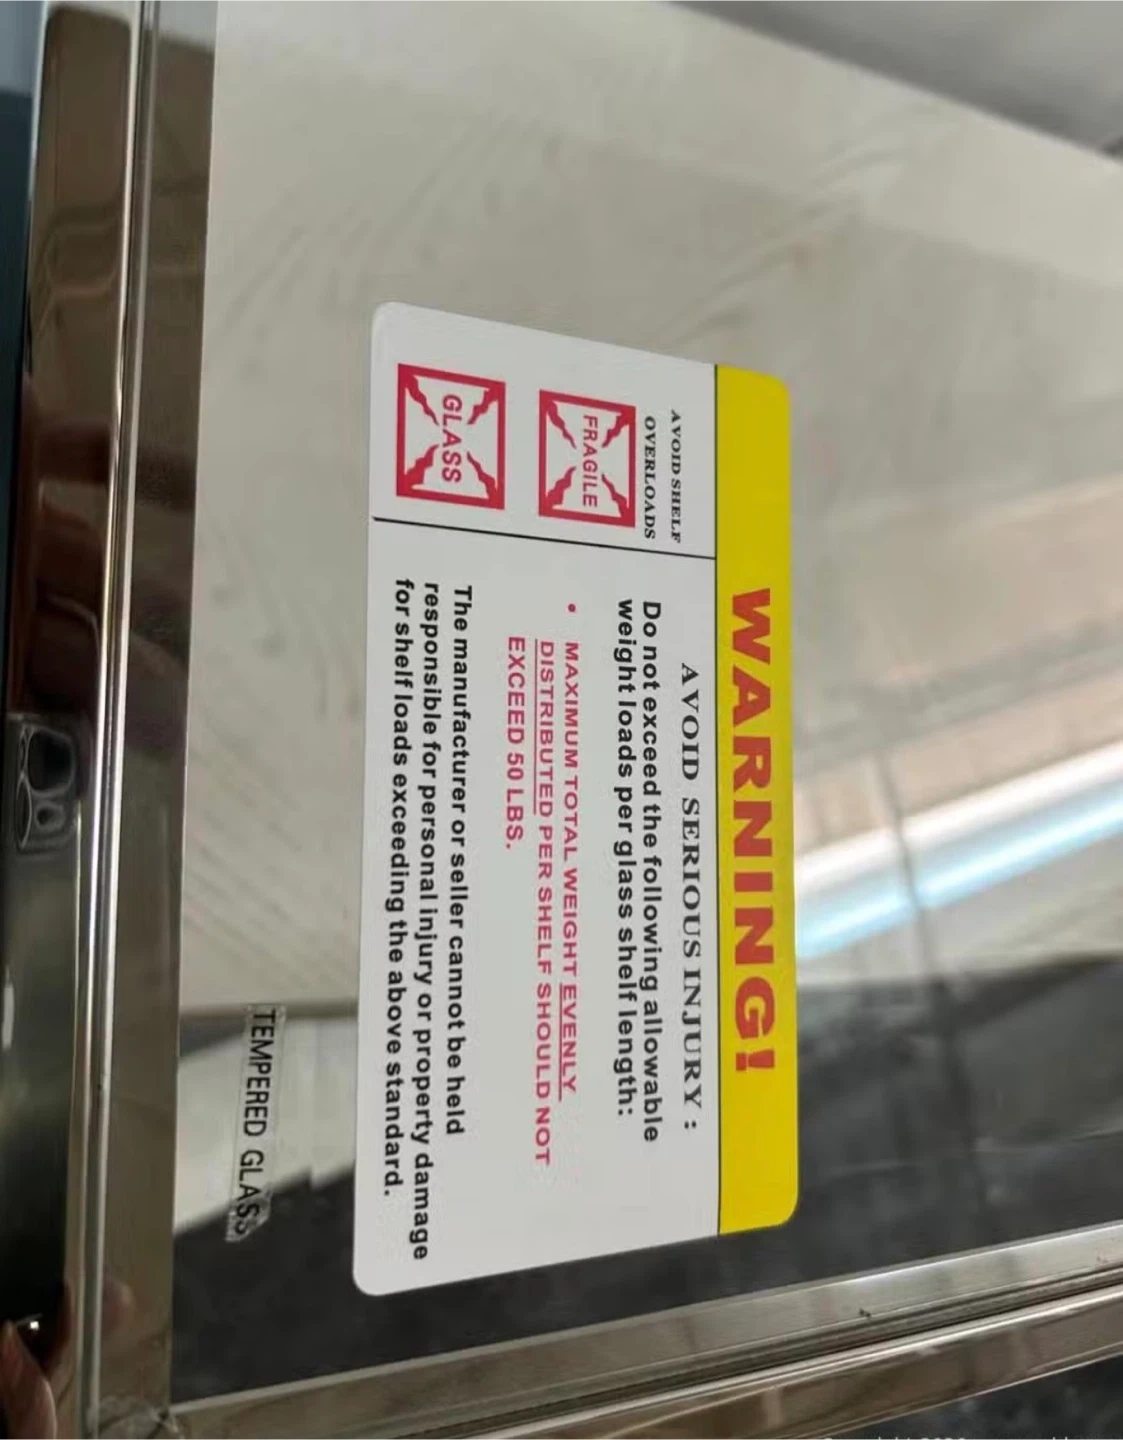 WARNING!
AVOID SHELF
OVERLOADS
FRAGILE
GLASS
AVOID SERIOUS INJURY :
Do not exceed the following allowable
weight loads per glass shelf length:
• MAXIMUM TOTAL WEIGHT EVENLY
DISTRIBUTED PER SHELF SHOULD NOT
EXCEED 50 LBS.
The manufacturer or seller cannot be held
responsible for personal injury or property damage
for shelf loads exceeding the above standard.
TEMPERED GLASS